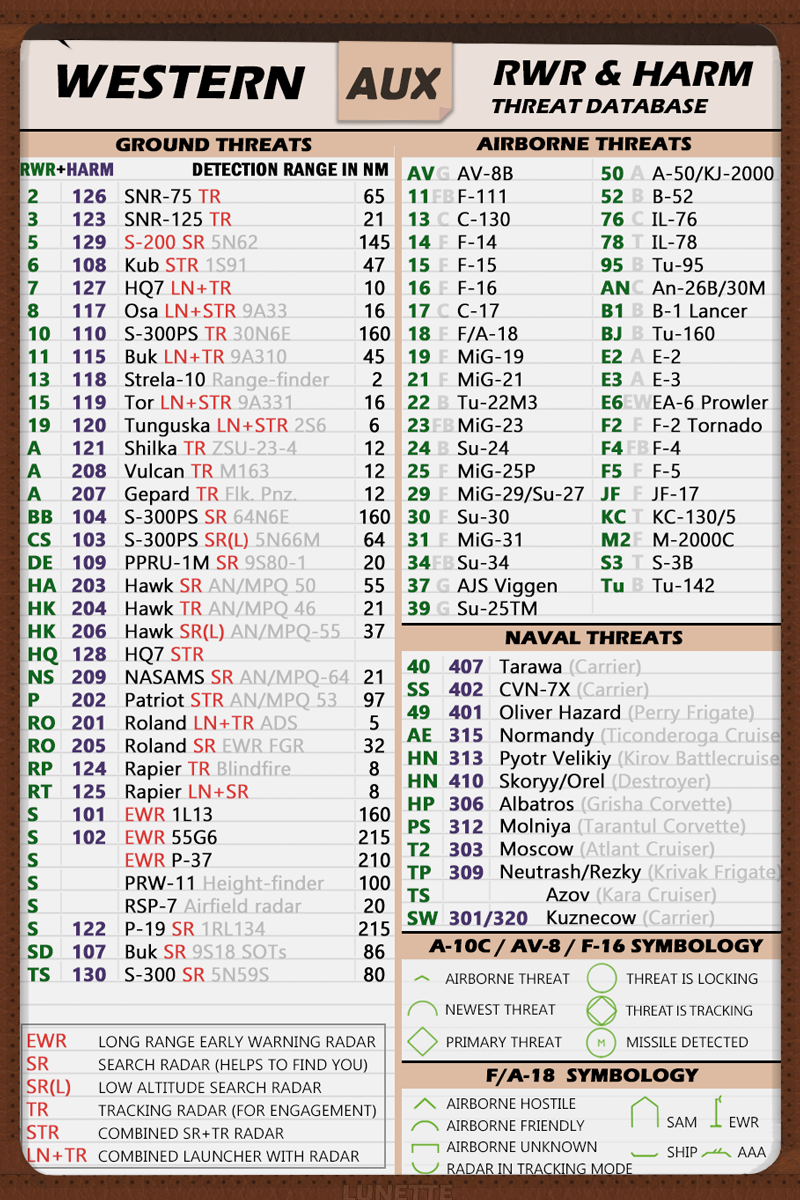 WESTERN
AUX
RWR & HARM
THREAT DATABASE
GROUND THREATS
RWR+HARM DETECTION RANGE IN NM
2 126 SNR-75 TR 65
3 123 SNR-125 TR 21
5 129 S-200 SR 5N62 145
6 108 Kub STR 1S91 47
7 127 HQ7 LN+TR 10
8 117 Osa LN+STR 9A33 16
10 110 S-300PS TR 30N6E 160
11 115 Buk LN+TR 9A310 45
13 118 Strela-10 Range-finder 2
15 119 Tor LN+STR 9A331 16
19 120 Tunguska LN+STR 2S6 6
A 121 Shilka TR ZSU-23-4 12
A 208 Vulcan TR M163 12
A 207 Gepard TR Flk. Pnz. 12
BB 104 S-300PS SR 64N6E 160
CS 103 S-300PS SR(L) 5N66M 64
DE 109 PPRU-1M SR 9S80-1 20
HA 203 Hawk SR AN/MPQ 50 55
HK 204 Hawk TR AN/MPQ 46 21
HK 206 Hawk SR(L) AN/MPQ-55 37
HQ 128 HQ7 STR
NS 209 NASAMS SR AN/MPQ-64 21
P 202 Patriot STR AN/MPQ 53 97
RO 201 Roland LN+TR ADS 5
RO 205 Roland SR EWR FGR 32
RP 124 Rapier TR Blindfire 8
RT 125 Rapier LN+SR 8
S 101 EWR 1L13 160
S 102 EWR 55G6 215
S EWR P-37 210
S PRW-11 Height-finder 100
S RSP-7 Airfield radar 20
S 122 P-19 SR 1RL134 215
SD 107 Buk SR 9S18 SOTs 86
TS 130 S-300 SR 5N59S 80
EWR LONG RANGE EARLY WARNING RADAR
SR SEARCH RADAR (HELPS TO FIND YOU)
SR(L) LOW ALTITUDE SEARCH RADAR
TR TRACKING RADAR (FOR ENGAGEMENT)
STR COMBINED SR+TR RADAR
LN+TR COMBINED LAUNCHER WITH RADAR
AIRBORNE THREATS
AV G AV-8B
11 FB F-111
13 C C-130
14 F F-14
15 F F-15
16 F F-16
17 C C-17
18 F F/A-18
19 F MiG-19
21 F MiG-21
22 B Tu-22M3
23 FB MiG-23
24 B Su-24
25 F MiG-25P
29 F MiG-29/Su-27
30 F Su-30
31 F MiG-31
34 FB Su-34
37 G AJS Viggen
39 G Su-25TM
50 A A-50/KJ-2000
52 B B-52
76 C IL-76
78 T IL-78
95 B Tu-95
AN C An-26B/30M
B1 B B-1 Lancer
BJ B Tu-160
E2 A E-2
E3 A E-3
E6 EW EA-6 Prowler
F2 F F-2 Tornado
F4 FB F-4
F5 F F-5
JF F JF-17
KC T KC-130/5
M2 F M-2000C
S3 T S-3B
Tu B Tu-142
NAVAL THREATS
40 407 Tarawa (Carrier)
SS 402 CVN-7X (Carrier)
49 401 Oliver Hazard (Perry Frigate)
AE 315 Normandy (Ticonderoga Cruise
HN 313 Pyotr Velikiy (Kirov Battlecruise
HN 410 Skoryy/Orel (Destroyer)
HP 306 Albatros (Grisha Corvette)
PS 312 Molniya (Tarantul Corvette)
T2 303 Moscow (Atlant Cruiser)
TP 309 Neutrash/Rezky (Krivak Frigate)
TS Azov (Kara Cruiser)
SW 301/320 Kuznecow (Carrier)
A-10C / AV-8 / F-16 SYMBOLOGY
AIRBORNE THREAT THREAT IS LOCKING
NEWEST THREAT THREAT IS TRACKING
PRIMARY THREAT M MISSILE DETECTED
F/A-18 SYMBOLOGY
AIRBORNE HOSTILE
AIRBORNE FRIENDLY SAM EWR
AIRBORNE UNKNOWN SHIP AAA
RADAR IN TRACKING MODE
LUNETTE